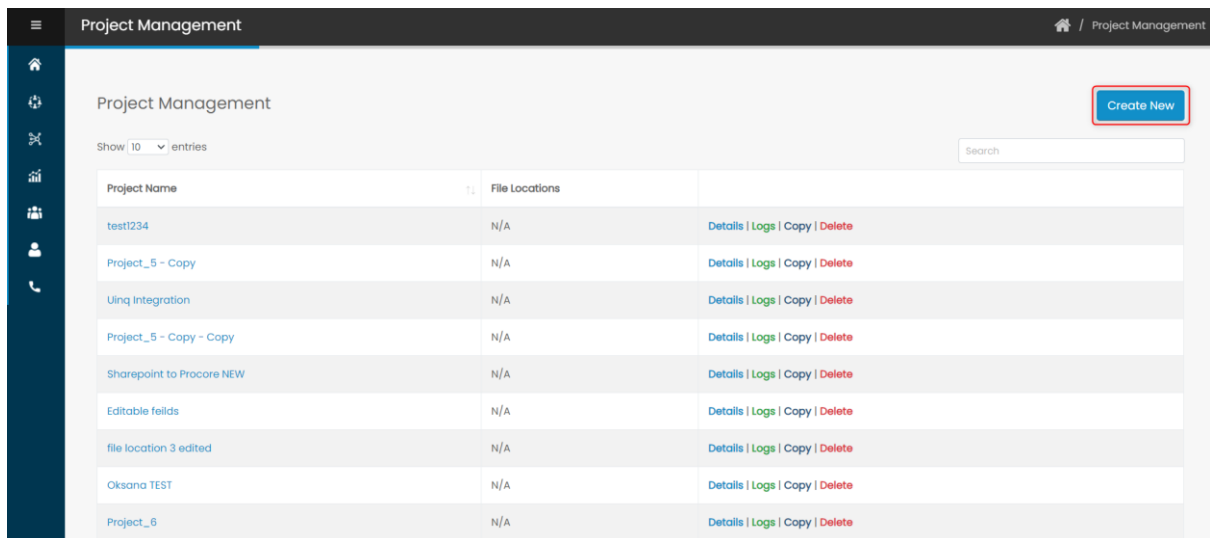 Project Management
/ Project Management
Project Management
Create New
Show 10 entries
Search
Project Name File Locations
test1234 N/A Details | Logs | Copy | Delete
Project_5 - Copy N/A Details | Logs | Copy | Delete
Uinq Integration N/A Details | Logs | Copy | Delete
Project_5 - Copy - Copy N/A Details | Logs | Copy | Delete
Sharepoint to Procore NEW N/A Details | Logs | Copy | Delete
Editable feilds N/A Details | Logs | Copy | Delete
file location 3 edited N/A Details | Logs | Copy | Delete
Oksana TEST N/A Details | Logs | Copy | Delete
Project_6 N/A Details | Logs | Copy | Delete